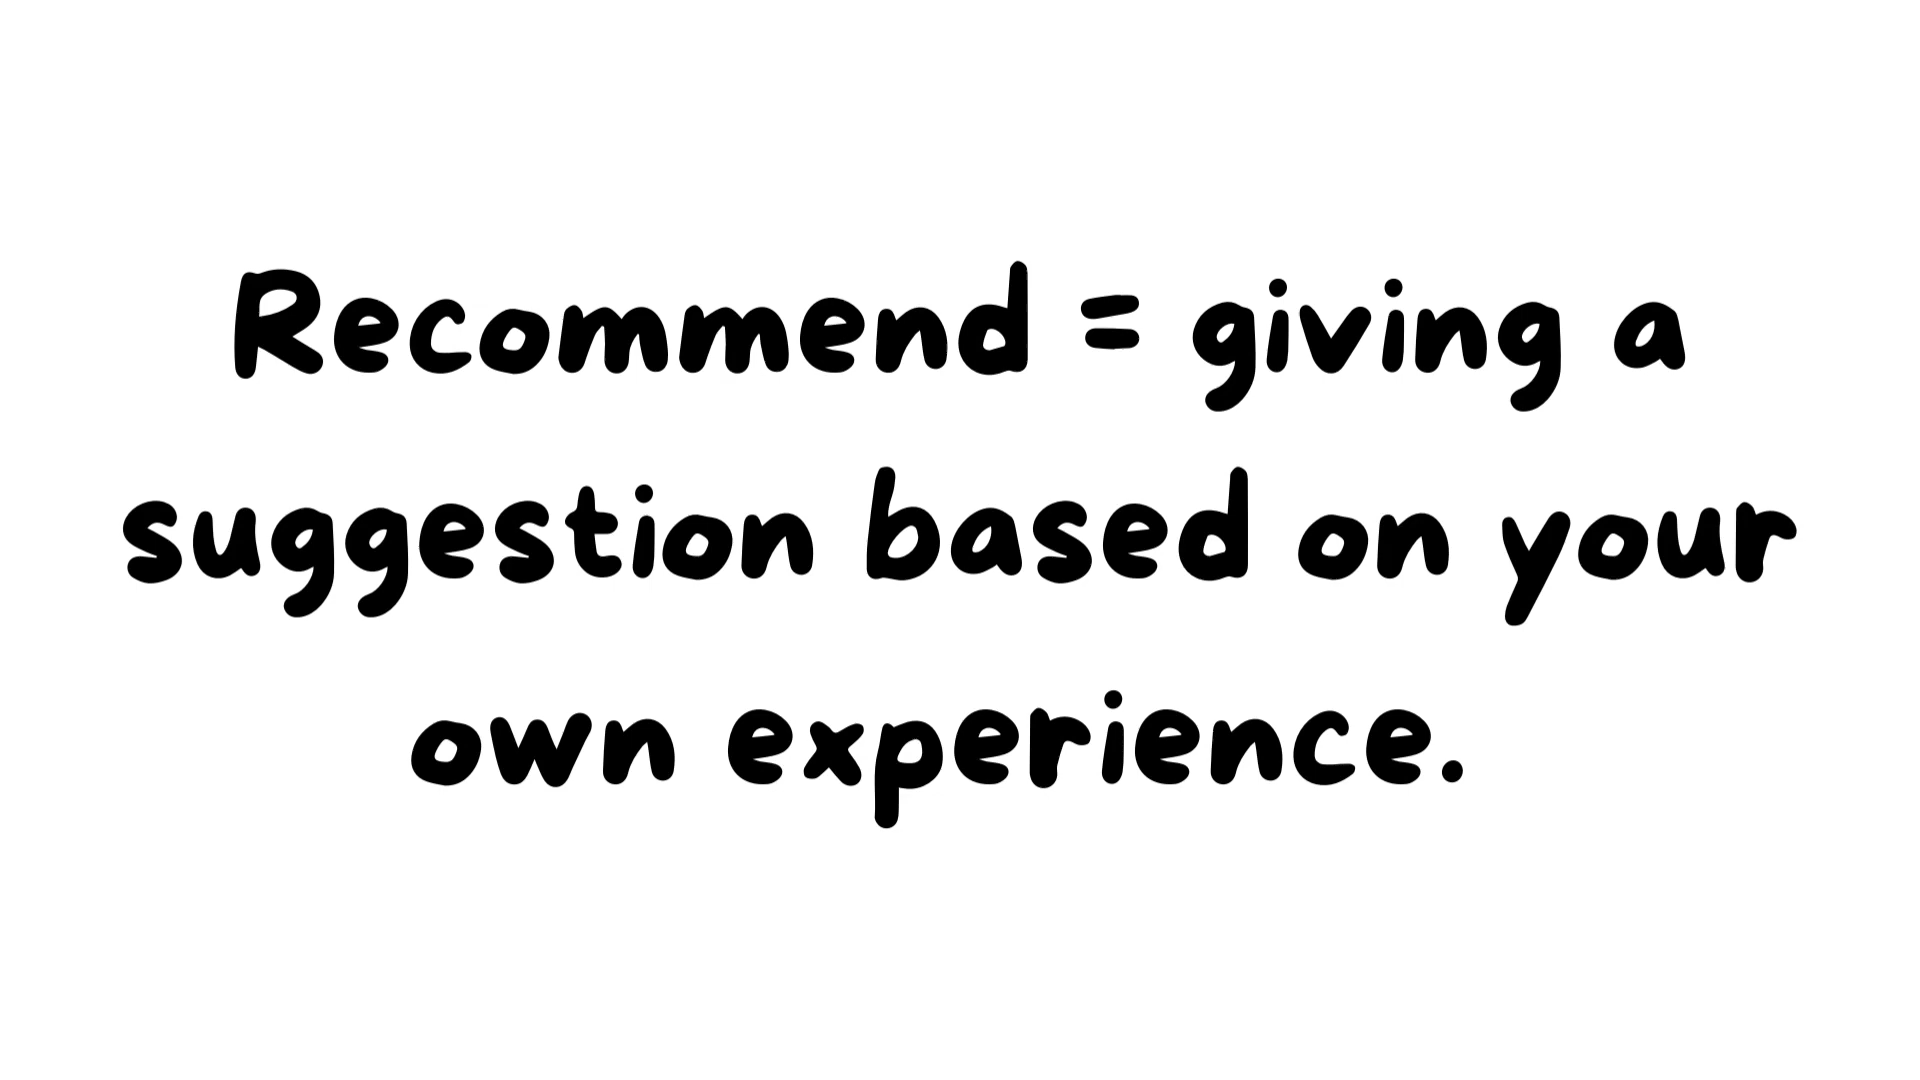 Recommend = giving a
suggestion based on your
own experience.